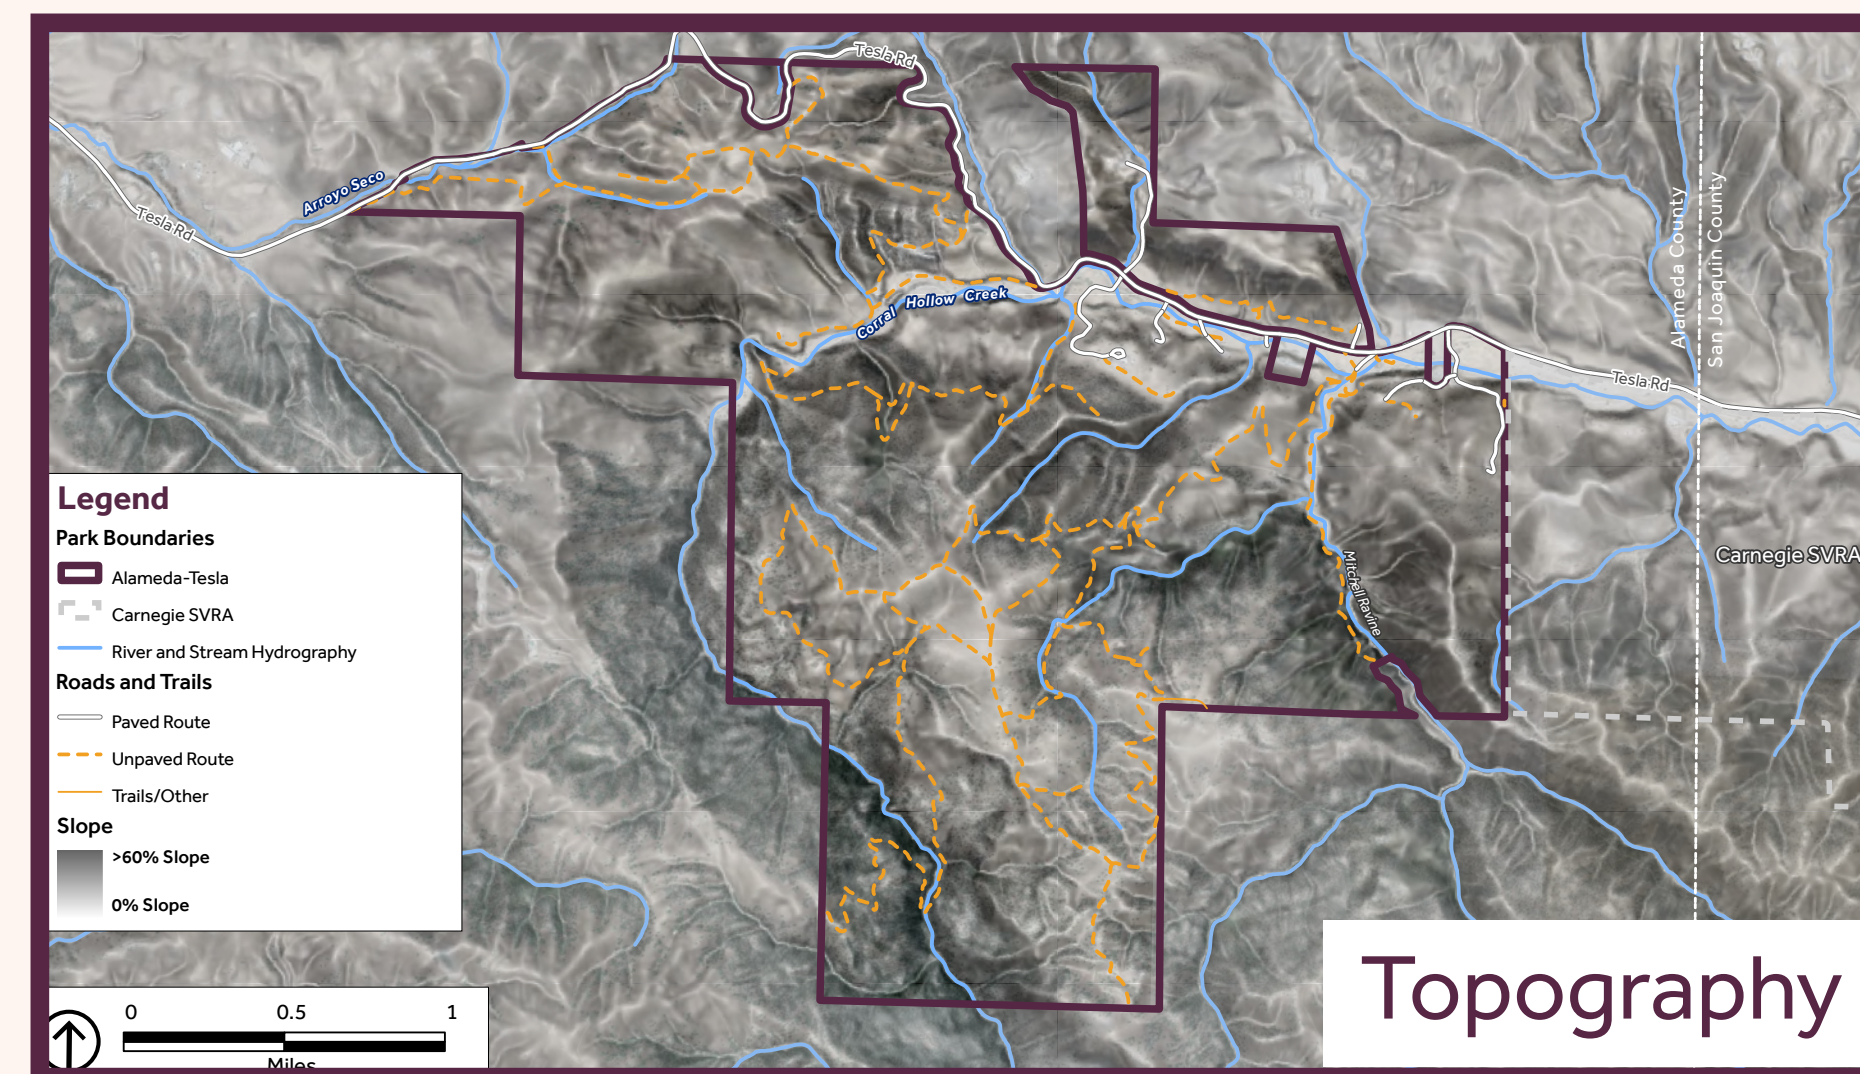 Tesla Rd
Arroyo Seco
Tesla Rd
Corral Hollow Creek
Alameda County
San Joaquin County
Tesla Rd
Mitchell Ravine
Carnegie SVRA
Legend
Park Boundaries
Alameda-Tesla
Carnegie SVRA
River and Stream Hydrography
Roads and Trails
Paved Route
Unpaved Route
Trails/Other
Slope
>60% Slope
0% Slope
0 0.5 1
Miles
Topography